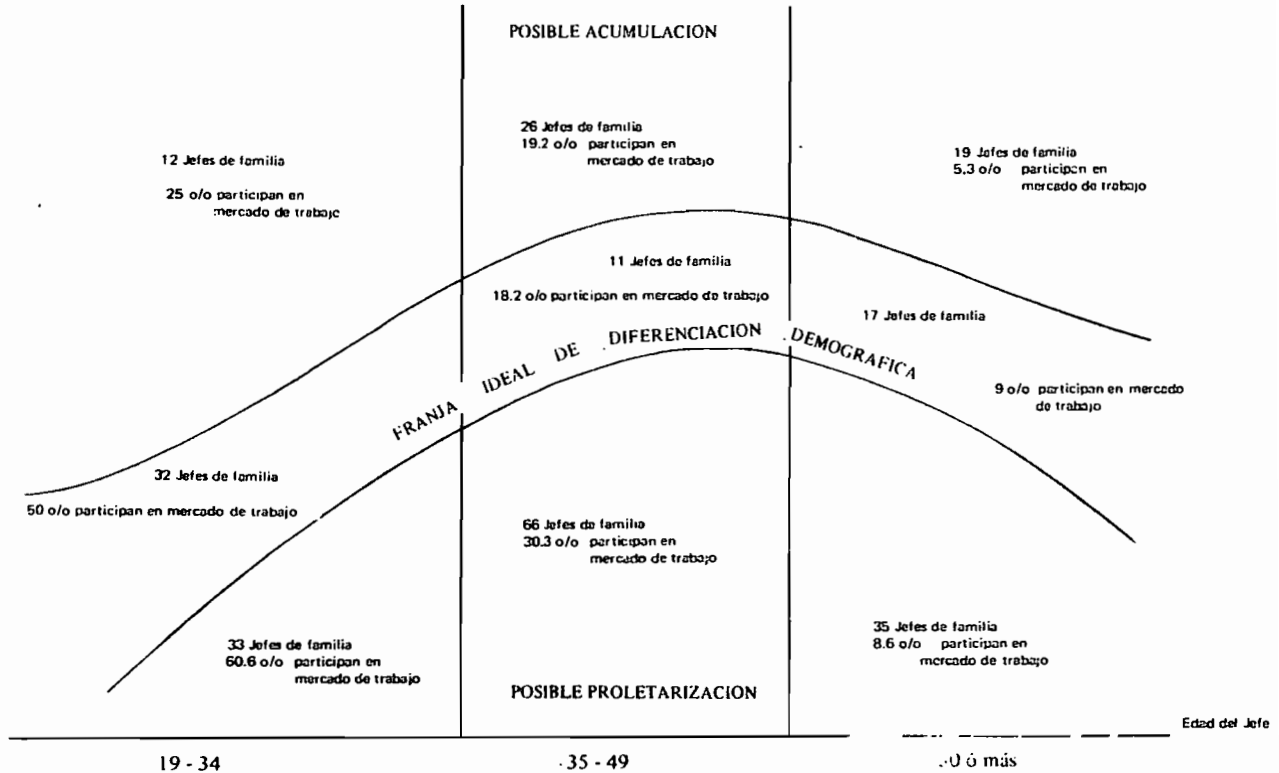 POSIBLE ACUMULACION
12 Jefes de familia
25 o/o participan en
mercado de trabajo
26 Jefes de familia
19.2 o/o participan en
mercado de trabajo
19 Jefes de familia
5.3 o/o participan en
mercado de trabajo
11 Jefes de familia
18.2 o/o participan en mercado de trabajo
17 Jefes de familia
9 o/o participan en mercado
de trabajo
FRANJA IDEAL DE DIFERENCIACION DEMOGRAFICA
32 Jefes de familia
50 o/o participan en mercado de trabajo
66 Jefes de familia
30.3 o/o participan en
mercado de trabajo
33 Jefes de familia
60.6 o/o participan en
mercado de trabajo
35 Jefes de familia
8.6 o/o participan en
mercado de trabajo
POSIBLE PROLETARIZACION
Edad del Jefe
19 - 34
35 - 49
ó más